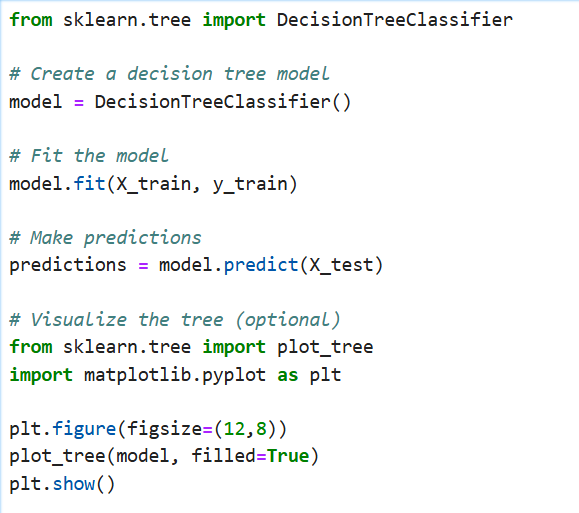 from sklearn.tree import DecisionTreeClassifier
# Create a decision tree model
model = DecisionTreeClassifier()
# Fit the model
model.fit(X_train, y_train)
# Make predictions
predictions = model.predict(X_test)
# Visualize the tree (optional)
from sklearn.tree import plot_tree
import matplotlib.pyplot as plt
plt.figure(figsize=(12,8))
plot_tree(model, filled=True)
plt.show()